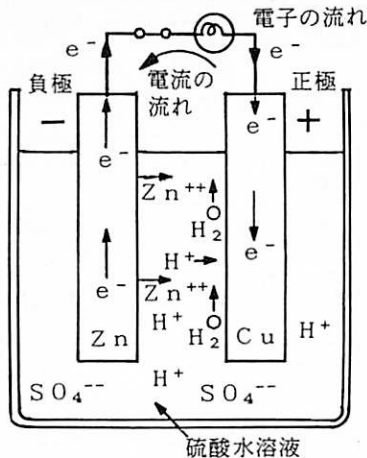 電子の流れ
e⁻
e⁻
電流の
流れ
負極
正極
−
+
e⁻
e⁻
Zn⁺⁺
H₂
H⁺
e⁻
e⁻
Zn⁺⁺
H⁺
H₂
Zn
Cu
H⁺
H⁺
SO₄⁻⁻
SO₄⁻⁻
硫酸水溶液